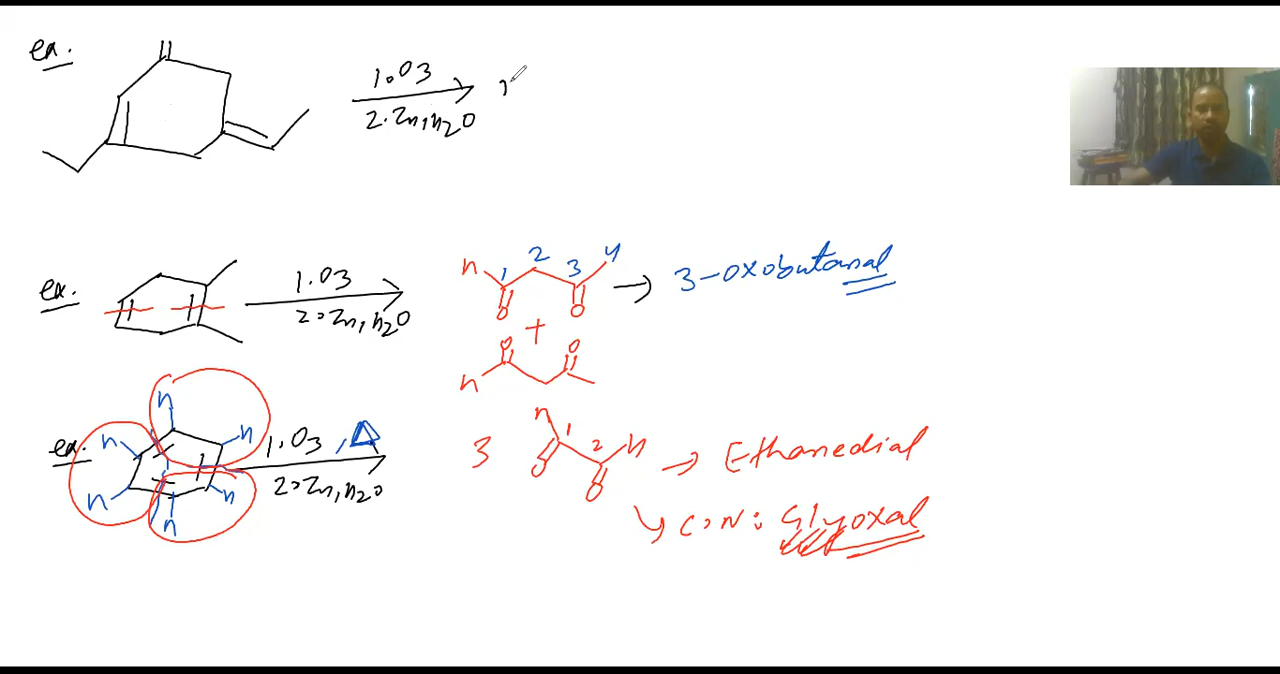 ex.
1.O3
2.Zn,H2O
ex.
1.O3
2.Zn,H2O
H
1
2
3
4
O
O
→ 3-oxobutanal
+
H
O
O
ex.
H
H
H
H
H
H
1.O3, Δ
2.Zn,H2O
3
H
1
2
H
O
O
→ Ethanedial
C.N: Glyoxal